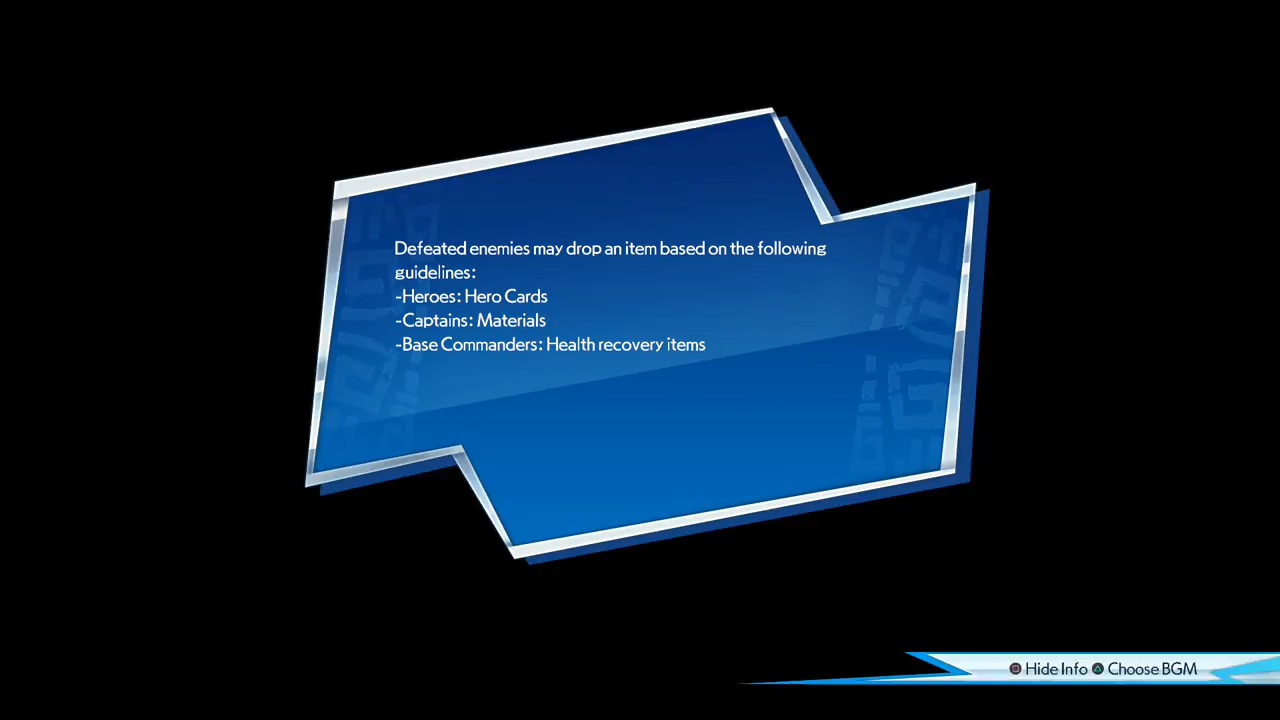 Defeated enemies may drop an item based on the following
guidelines:
-Heroes: Hero Cards
-Captains: Materials
-Base Commanders: Health recovery items
Hide Info Choose BGM